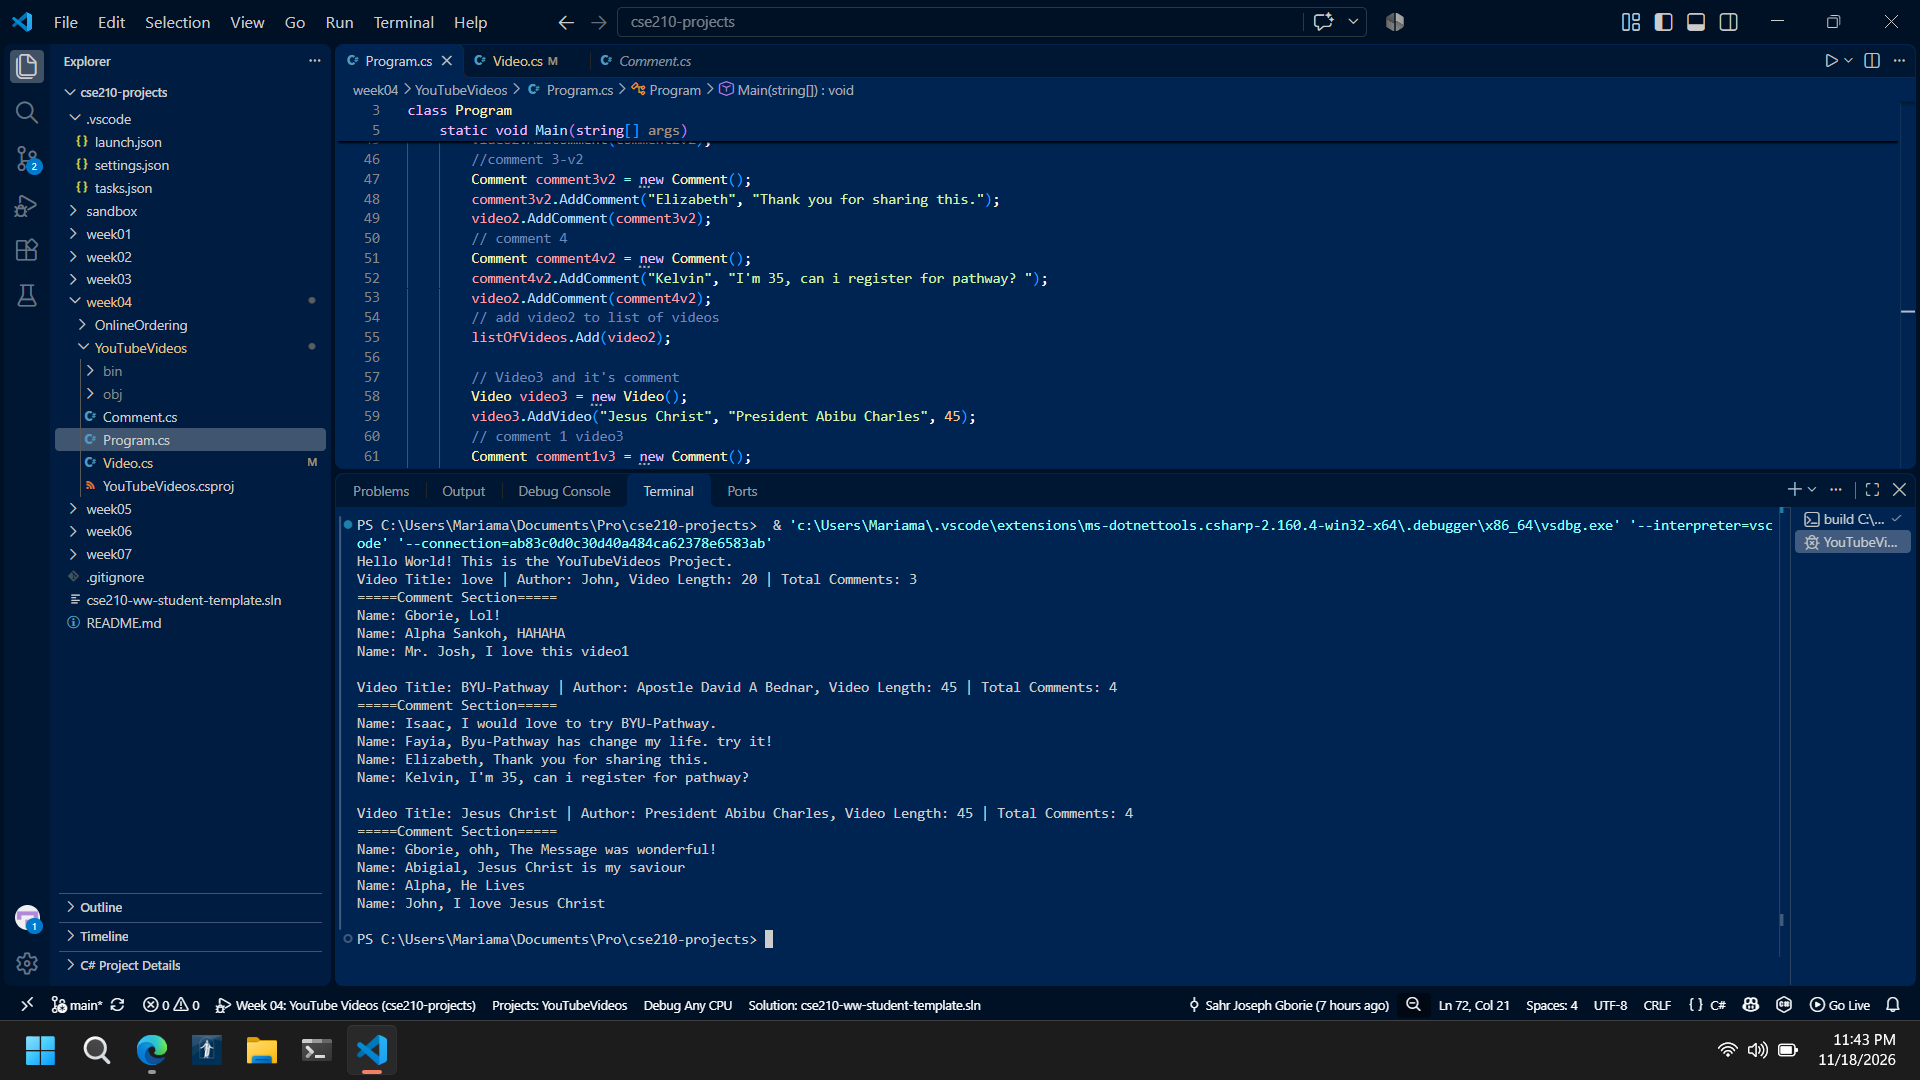 File Edit Selection View Go Run Terminal Help
cse210-projects
Explorer
cse210-projects
.vscode
{} launch.json
{} settings.json
{} tasks.json
sandbox
week01
week02
week03
week04
OnlineOrdering
YouTubeVideos
bin
obj
Comment.cs
Program.cs
Video.cs M
YouTubeVideos.csproj
week05
week06
week07
.gitignore
cse210-ww-student-template.sln
README.md
Outline
Timeline
C# Project Details
2
1
Program.cs Video.cs M Comment.cs
week04 > YouTubeVideos > Program.cs > Program > Main(string[]) : void
3 class Program
5 static void Main(string[] args)
46 //comment 3-v2
47 Comment comment3v2 = new Comment();
48 comment3v2.AddComment("Elizabeth", "Thank you for sharing this.");
49 video2.AddComment(comment3v2);
50 // comment 4
51 Comment comment4v2 = new Comment();
52 comment4v2.AddComment("Kelvin", "I'm 35, can i register for pathway? ");
53 video2.AddComment(comment4v2);
54 // add video2 to list of videos
55 listOfVideos.Add(video2);
56
57 // Video3 and it's comment
58 Video video3 = new Video();
59 video3.AddVideo("Jesus Christ", "President Abibu Charles", 45);
60 // comment 1 video3
61 Comment comment1v3 = new Comment();
Problems Output Debug Console Terminal Ports
PS C:\Users\Mariama\Documents\Pro\cse210-projects> & 'c:\Users\Mariama\.vscode\extensions\ms-dotnettools.csharp-2.160.4-win32-x64\.debugger\x86_64\vsdbg.exe' '--interpreter=vsc
ode' '--connection=ab83c0d0c30d40a484ca62378e6583ab'
Hello World! This is the YouTubeVideos Project.
Video Title: love | Author: John, Video Length: 20 | Total Comments: 3
=====Comment Section=====
Name: Gborie, Lol!
Name: Alpha Sankoh, HAHAHA
Name: Mr. Josh, I love this video1
Video Title: BYU-Pathway | Author: Apostle David A Bednar, Video Length: 45 | Total Comments: 4
=====Comment Section=====
Name: Isaac, I would love to try BYU-Pathway.
Name: Fayia, Byu-Pathway has change my life. try it!
Name: Elizabeth, Thank you for sharing this.
Name: Kelvin, I'm 35, can i register for pathway?
Video Title: Jesus Christ | Author: President Abibu Charles, Video Length: 45 | Total Comments: 4
=====Comment Section=====
Name: Gborie, ohh, The Message was wonderful!
Name: Abigial, Jesus Christ is my saviour
Name: Alpha, He Lives
Name: John, I love Jesus Christ
PS C:\Users\Mariama\Documents\Pro\cse210-projects>
build C:\...
YouTubeVi...
main* 0 0 Week 04: YouTube Videos (cse210-projects) Projects: YouTubeVideos Debug Any CPU Solution: cse210-ww-student-template.sln
Sahr Joseph Gborie (7 hours ago) Ln 72, Col 21 Spaces: 4 UTF-8 CRLF {} C# Go Live
11:43 PM
11/18/2026